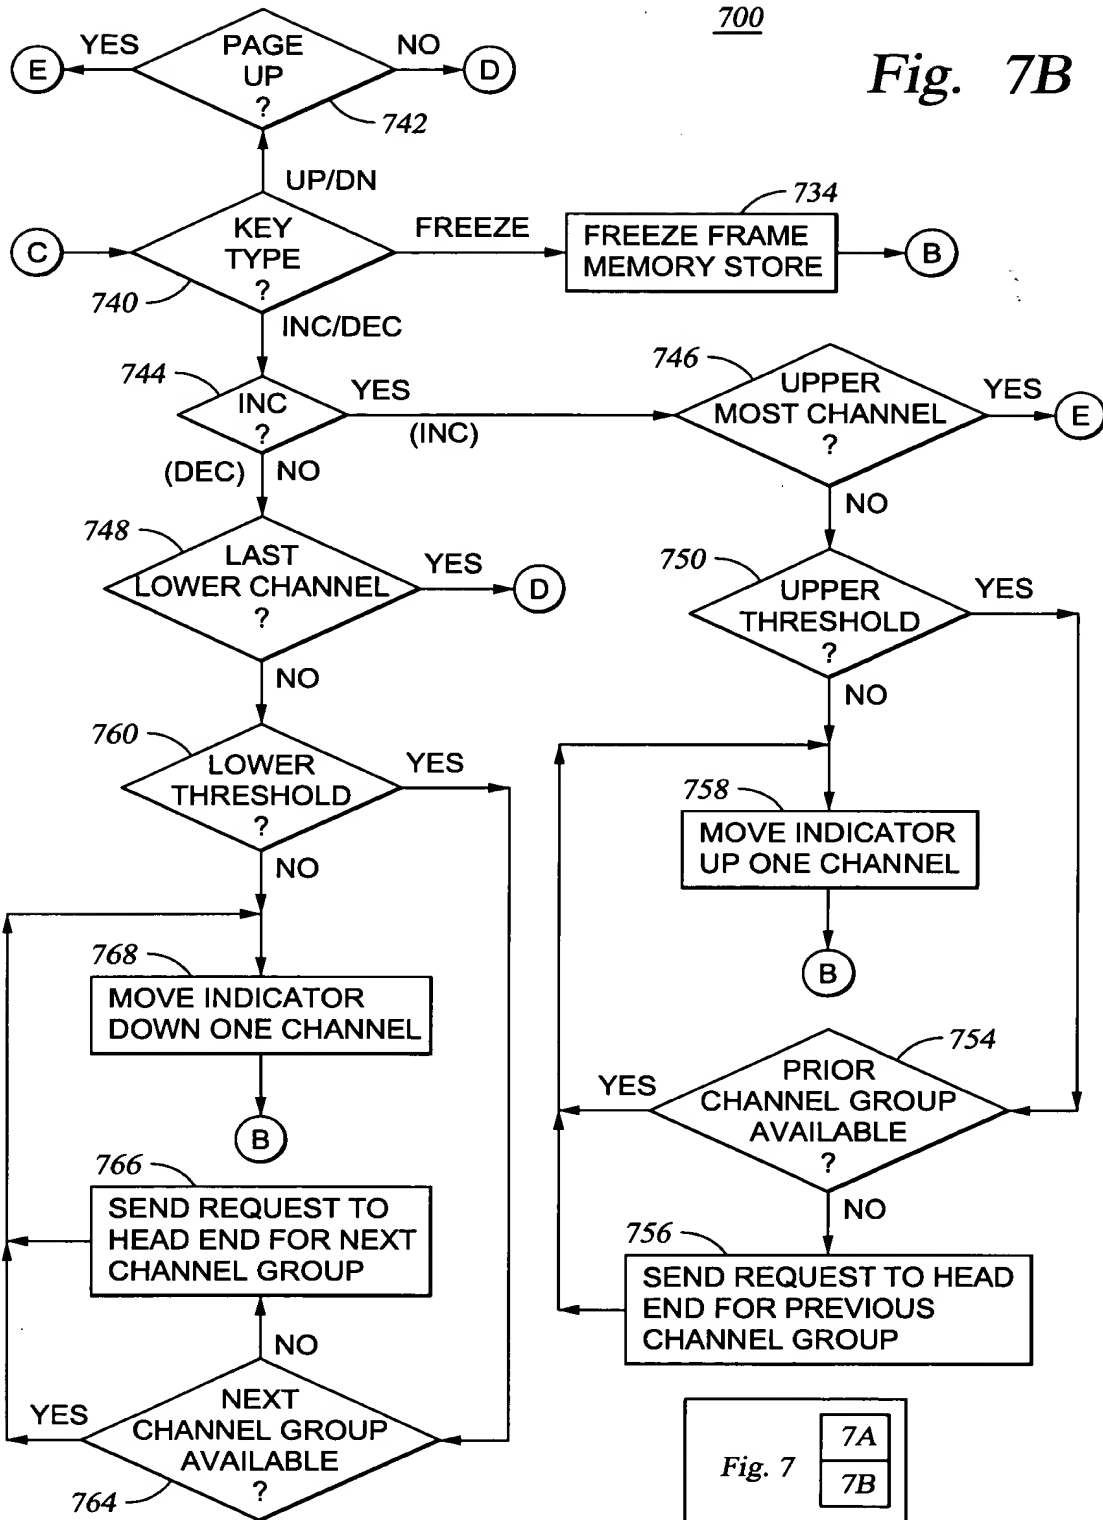 700
Fig. 7B
E
YES
PAGE
UP
?
NO
D
742
UP/DN
C
KEY
TYPE
?
740
FREEZE
734
FREEZE FRAME
MEMORY STORE
B
INC/DEC
744
INC
?
YES
(INC)
746
UPPER
MOST CHANNEL
?
YES
E
(DEC)
NO
NO
748
LAST
LOWER CHANNEL
?
YES
D
750
UPPER
THRESHOLD
?
YES
NO
NO
760
LOWER
THRESHOLD
?
YES
758
MOVE INDICATOR
UP ONE CHANNEL
NO
B
768
MOVE INDICATOR
DOWN ONE CHANNEL
B
754
PRIOR
CHANNEL GROUP
AVAILABLE
?
YES
NO
766
SEND REQUEST TO
HEAD END FOR NEXT
CHANNEL GROUP
756
SEND REQUEST TO HEAD
END FOR PREVIOUS
CHANNEL GROUP
NO
YES
NEXT
CHANNEL GROUP
AVAILABLE
?
764
Fig. 7
7A
7B